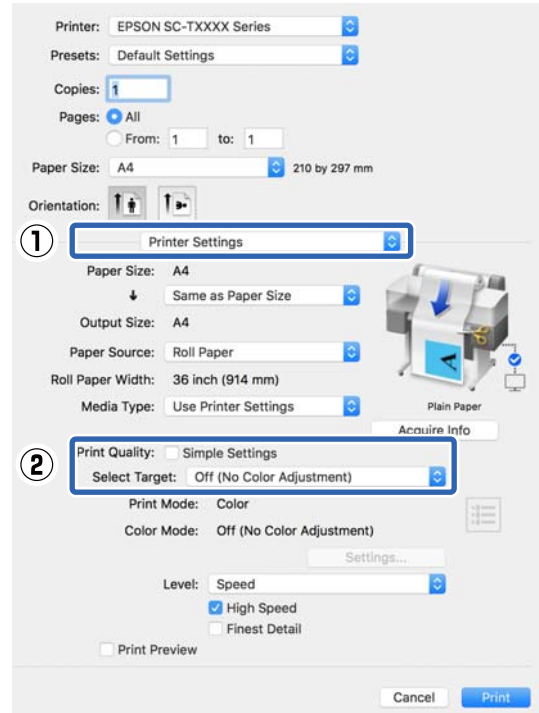 Printer: EPSON SC-TXXXX Series
Presets: Default Settings
Copies: 1
Pages: All
From: 1 to: 1
Paper Size: A4 210 by 297 mm
Orientation:
① Printer Settings
Paper Size: A4
Same as Paper Size
Output Size: A4
Paper Source: Roll Paper
Roll Paper Width: 36 inch (914 mm)
Media Type: Use Printer Settings
Plain Paper
Acquire Info
② Print Quality: Simple Settings
Select Target: Off (No Color Adjustment)
Print Mode: Color
Color Mode: Off (No Color Adjustment)
Settings...
Level: Speed
High Speed
Finest Detail
Print Preview
Cancel Print